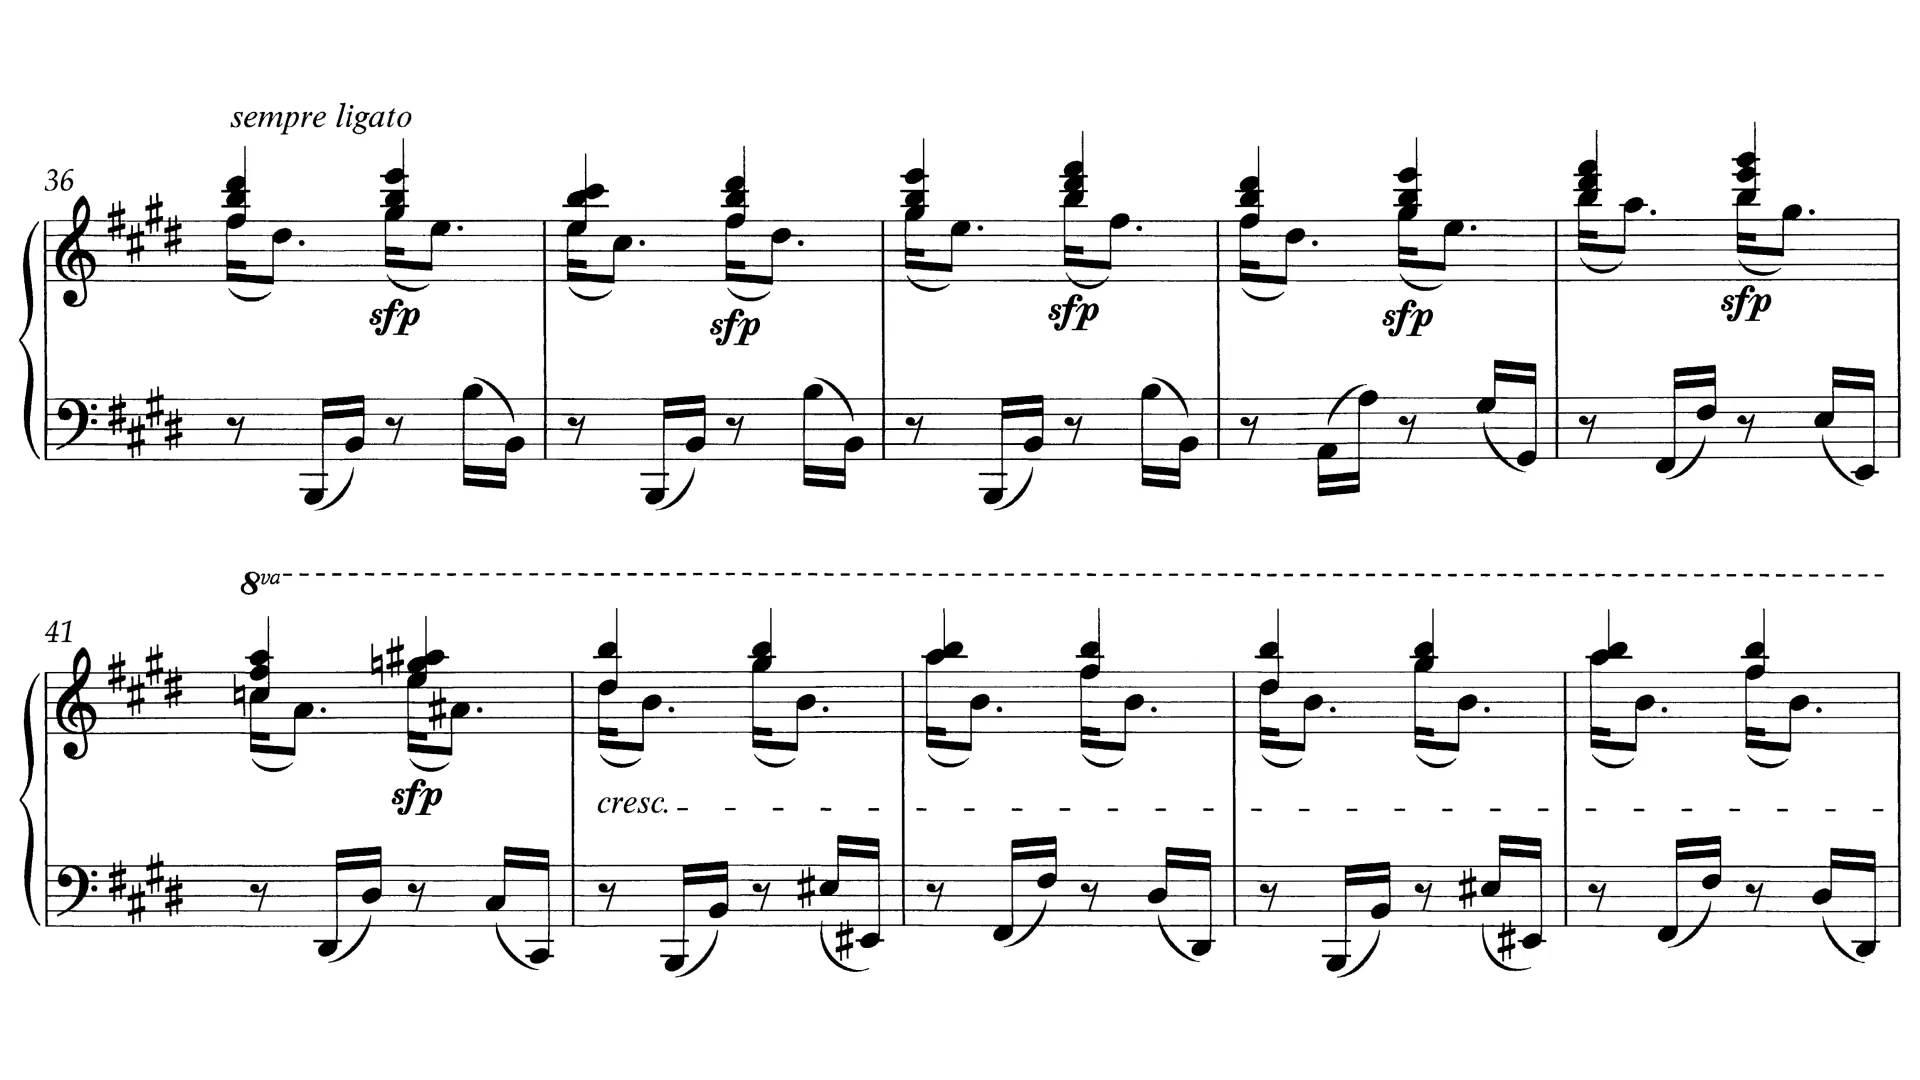 sempre ligato
36
sfp sfp sfp sfp sfp
8va
41
sfp
cresc.